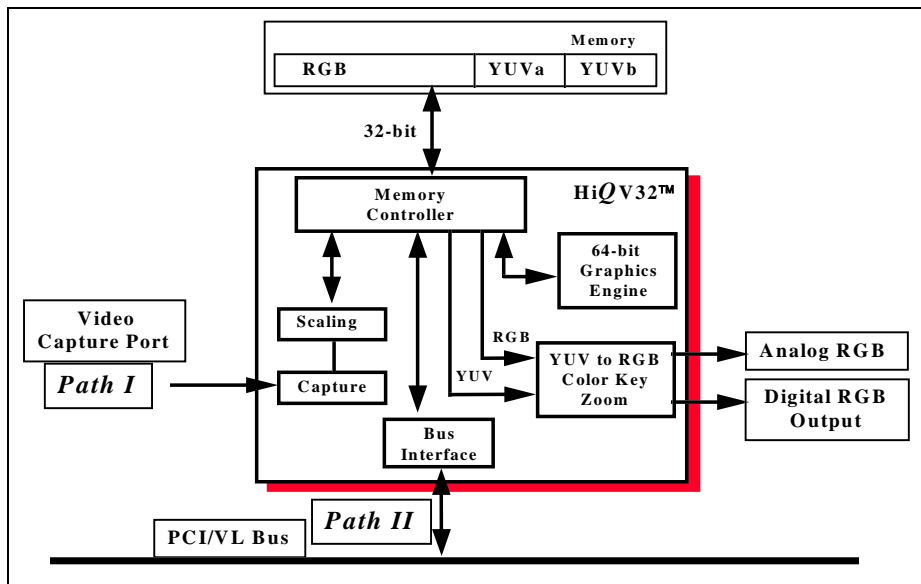 Memory
RGB
YUVa
YUVb
32-bit
HiQV32™
Memory
Controller
64-bit
Graphics
Engine
Video
Capture Port
Path I
Scaling
Capture
RGB
YUV
YUV to RGB
Color Key
Zoom
Analog RGB
Digital RGB
Output
Bus
Interface
Path II
PCI/VL Bus